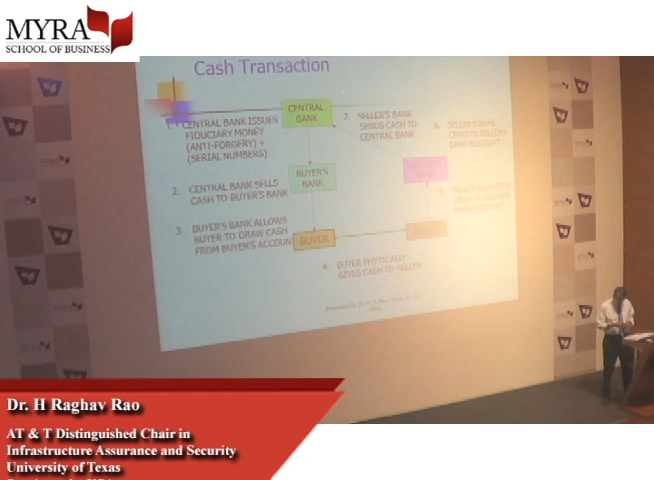 MYRA
SCHOOL OF BUSINESS
Cash Transaction
CENTRAL
BANK
1. CENTRAL BANK ISSUES
FIDUCIARY MONEY
(ANTI-FORGERY) +
(SERIAL NUMBERS)
7. SELLER'S BANK
SENDS CASH TO
CENTRAL BANK
6. SELLER'S BANK
CREDITS SELLER'S
BANK ACCOUNT
BUYER'S
BANK
2. CENTRAL BANK SELLS
CASH TO BUYER'S BANK
3. BUYER'S BANK ALLOWS
BUYER TO DRAW CASH
FROM BUYER'S ACCOUN
BUYER
4. BUYER PHYSICALLY
GIVES CASH TO SELLER
Dr. H Raghav Rao
AT & T Distinguished Chair in
Infrastructure Assurance and Security
University of Texas